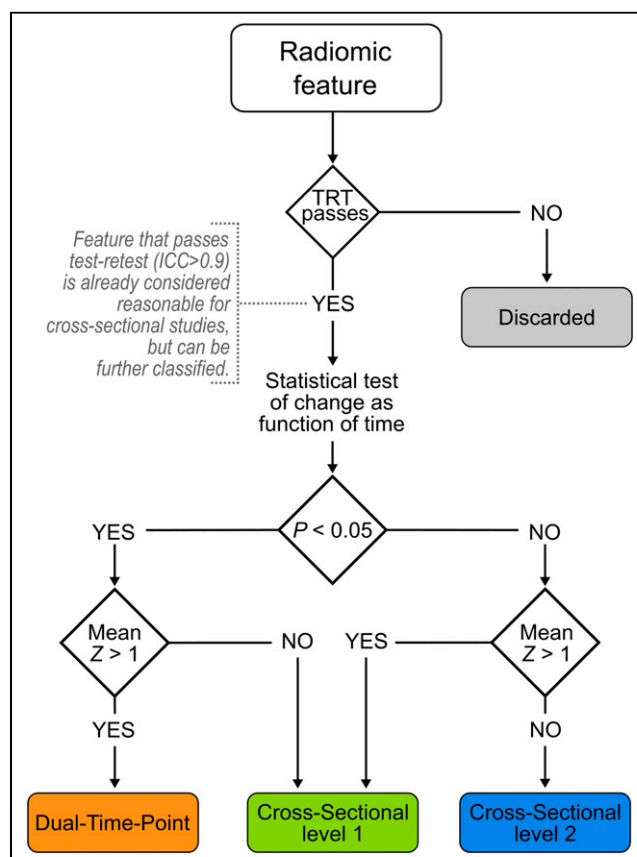 Radiomic
feature
TRT
passes
NO
Feature that passes
test-retest (ICC>0.9)
is already considered
reasonable for
cross-sectional studies,
but can be
further classified.
YES
Discarded
Statistical test
of change as
function of time
YES
P < 0.05
NO
Mean
Z > 1
NO
YES
Mean
Z > 1
YES
NO
Dual-Time-Point
Cross-Sectional
level 1
Cross-Sectional
level 2